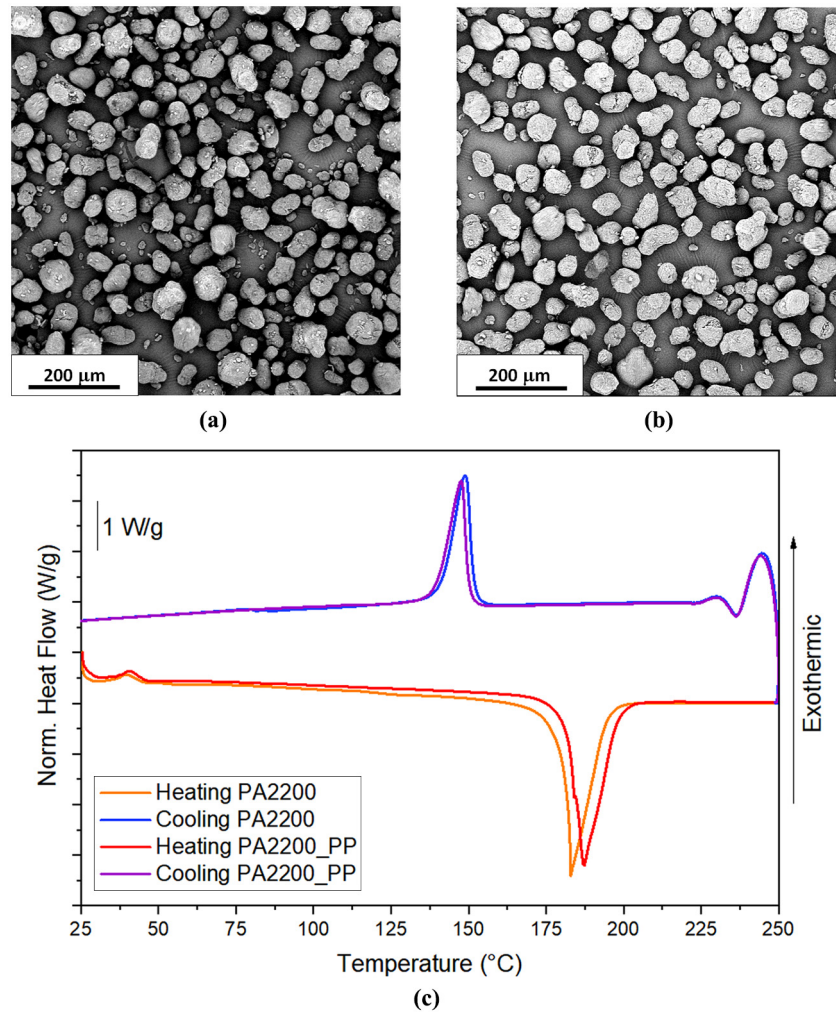 200 μm
200 μm
(a)
(b)
1 W/g
Norm. Heat Flow (W/g)
Exothermic
Heating PA2200
Cooling PA2200
Heating PA2200_PP
Cooling PA2200_PP
25 50 75 100 125 150 175 200 225 250
Temperature (°C)
(c)